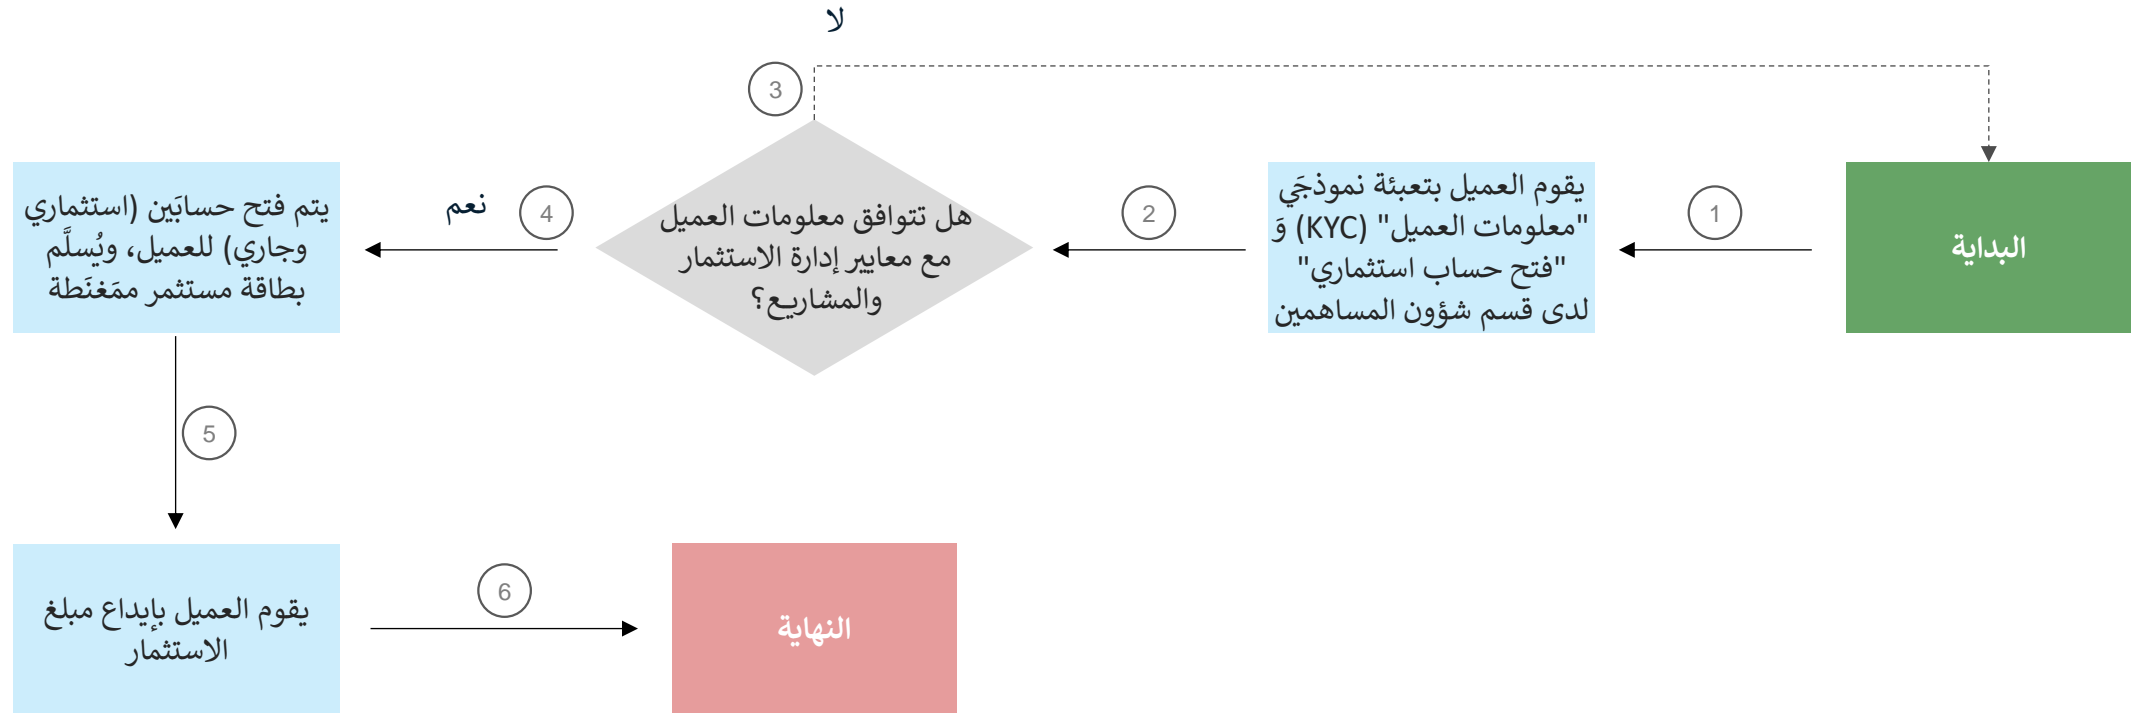 لا
3
البداية
1
يقوم العميل بتعبئة نموذجَي
"معلومات العميل" (KYC) وَ
"فتح حساب استثماري"
لدى قسم شؤون المساهمين
2
هل تتوافق معلومات العميل
مع معايير إدارة الاستثمار
والمشاريع؟
4
نعم
يتم فتح حسابَين (استثماري
وجاري) للعميل، ويُسلَّم
بطاقة مستثمر ممَغنَطة
5
يقوم العميل بإيداع مبلغ
الاستثمار
6
النهاية